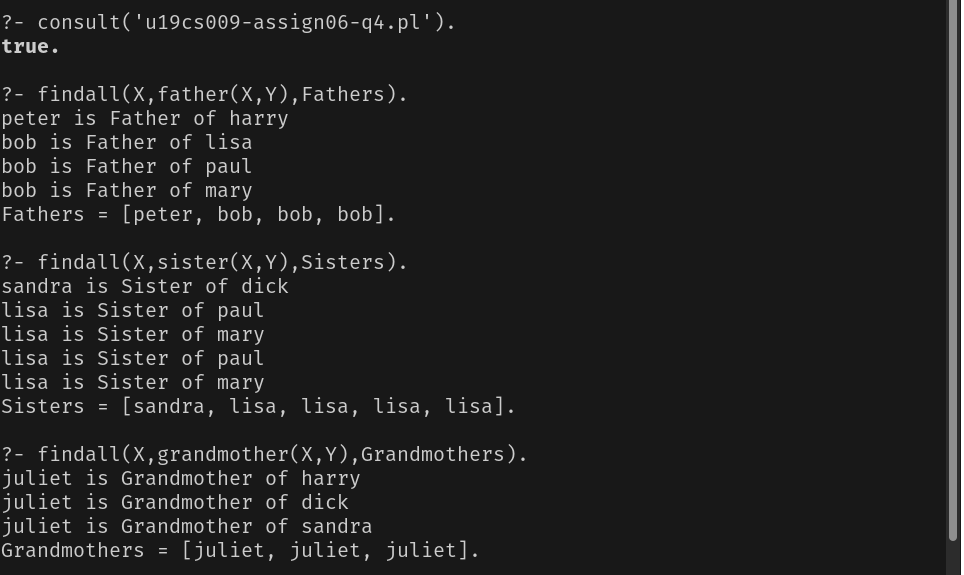 ?- consult('u19cs009-assign06-q4.pl').
true.
?- findall(X,father(X,Y),Fathers).
peter is Father of harry
bob is Father of lisa
bob is Father of paul
bob is Father of mary
Fathers = [peter, bob, bob, bob].
?- findall(X,sister(X,Y),Sisters).
sandra is Sister of dick
lisa is Sister of paul
lisa is Sister of mary
lisa is Sister of paul
lisa is Sister of mary
Sisters = [sandra, lisa, lisa, lisa, lisa].
?- findall(X,grandmother(X,Y),Grandmothers).
juliet is Grandmother of harry
juliet is Grandmother of dick
juliet is Grandmother of sandra
Grandmothers = [juliet, juliet, juliet].